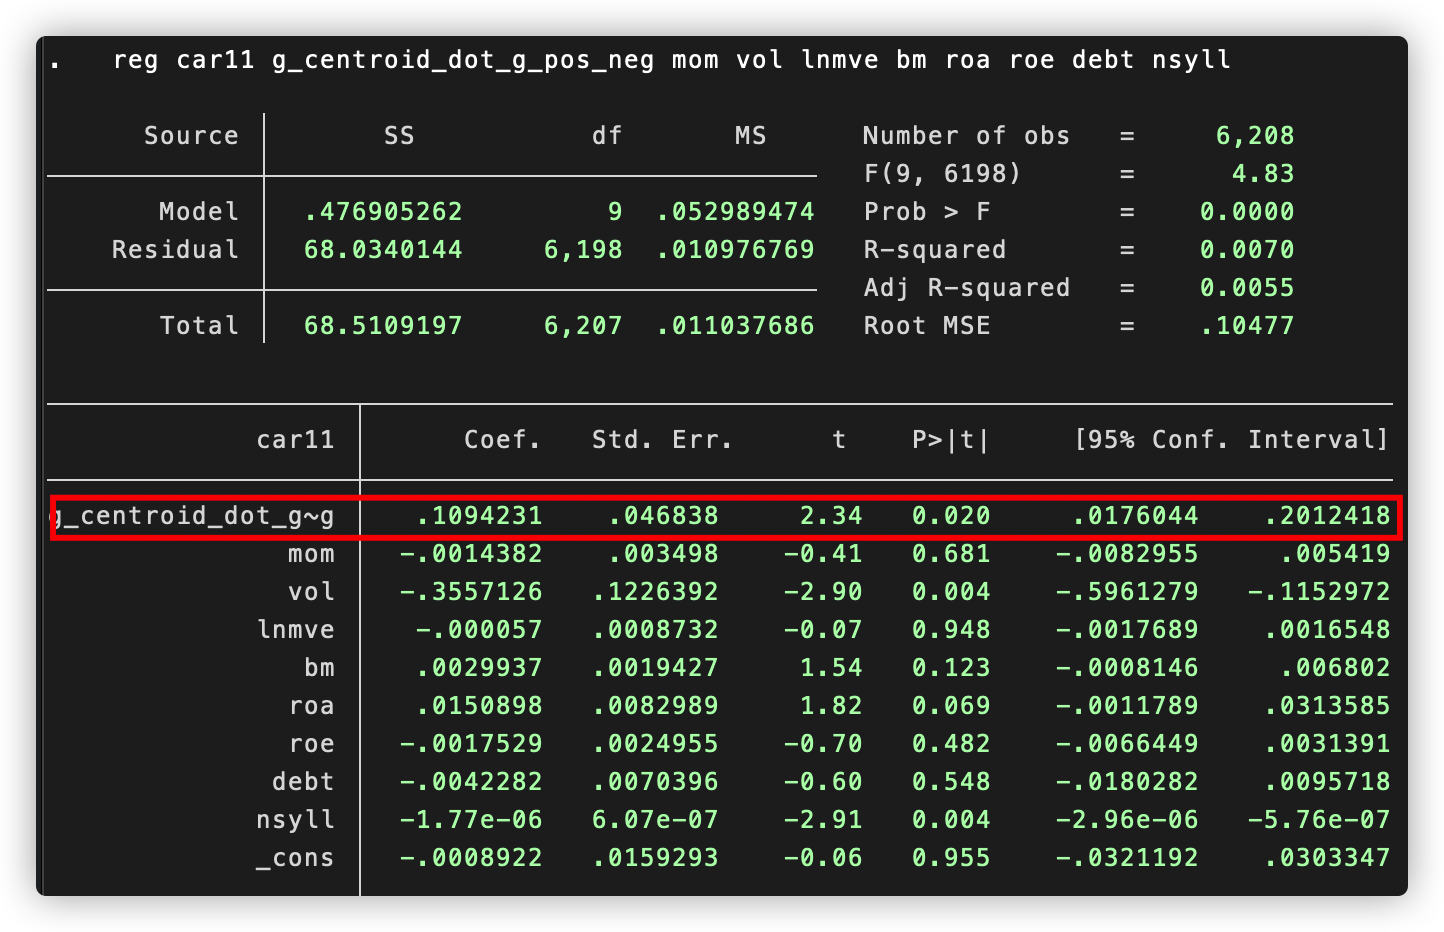 . reg car11 g_centroid_dot_g_pos_neg mom vol lnmve bm roa roe debt nsyll
Source SS df MS Number of obs = 6,208
F(9, 6198) = 4.83
Model .476905262 9 .052989474 Prob > F = 0.0000
Residual 68.0340144 6,198 .010976769 R-squared = 0.0070
Adj R-squared = 0.0055
Total 68.5109197 6,207 .011037686 Root MSE = .10477
car11 Coef. Std. Err. t P>|t| [95% Conf. Interval]
g_centroid_dot_g~g .1094231 .046838 2.34 0.020 .0176044 .2012418
mom -.0014382 .003498 -0.41 0.681 -.0082955 .005419
vol -.3557126 .1226392 -2.90 0.004 -.5961279 -.1152972
lnmve -.000057 .0008732 -0.07 0.948 -.0017689 .0016548
bm .0029937 .0019427 1.54 0.123 -.0008146 .006802
roa .0150898 .0082989 1.82 0.069 -.0011789 .0313585
roe -.0017529 .0024955 -0.70 0.482 -.0066449 .0031391
debt -.0042282 .0070396 -0.60 0.548 -.0180282 .0095718
nsyll -1.77e-06 6.07e-07 -2.91 0.004 -2.96e-06 -5.76e-07
_cons -.0008922 .0159293 -0.06 0.955 -.0321192 .0303347